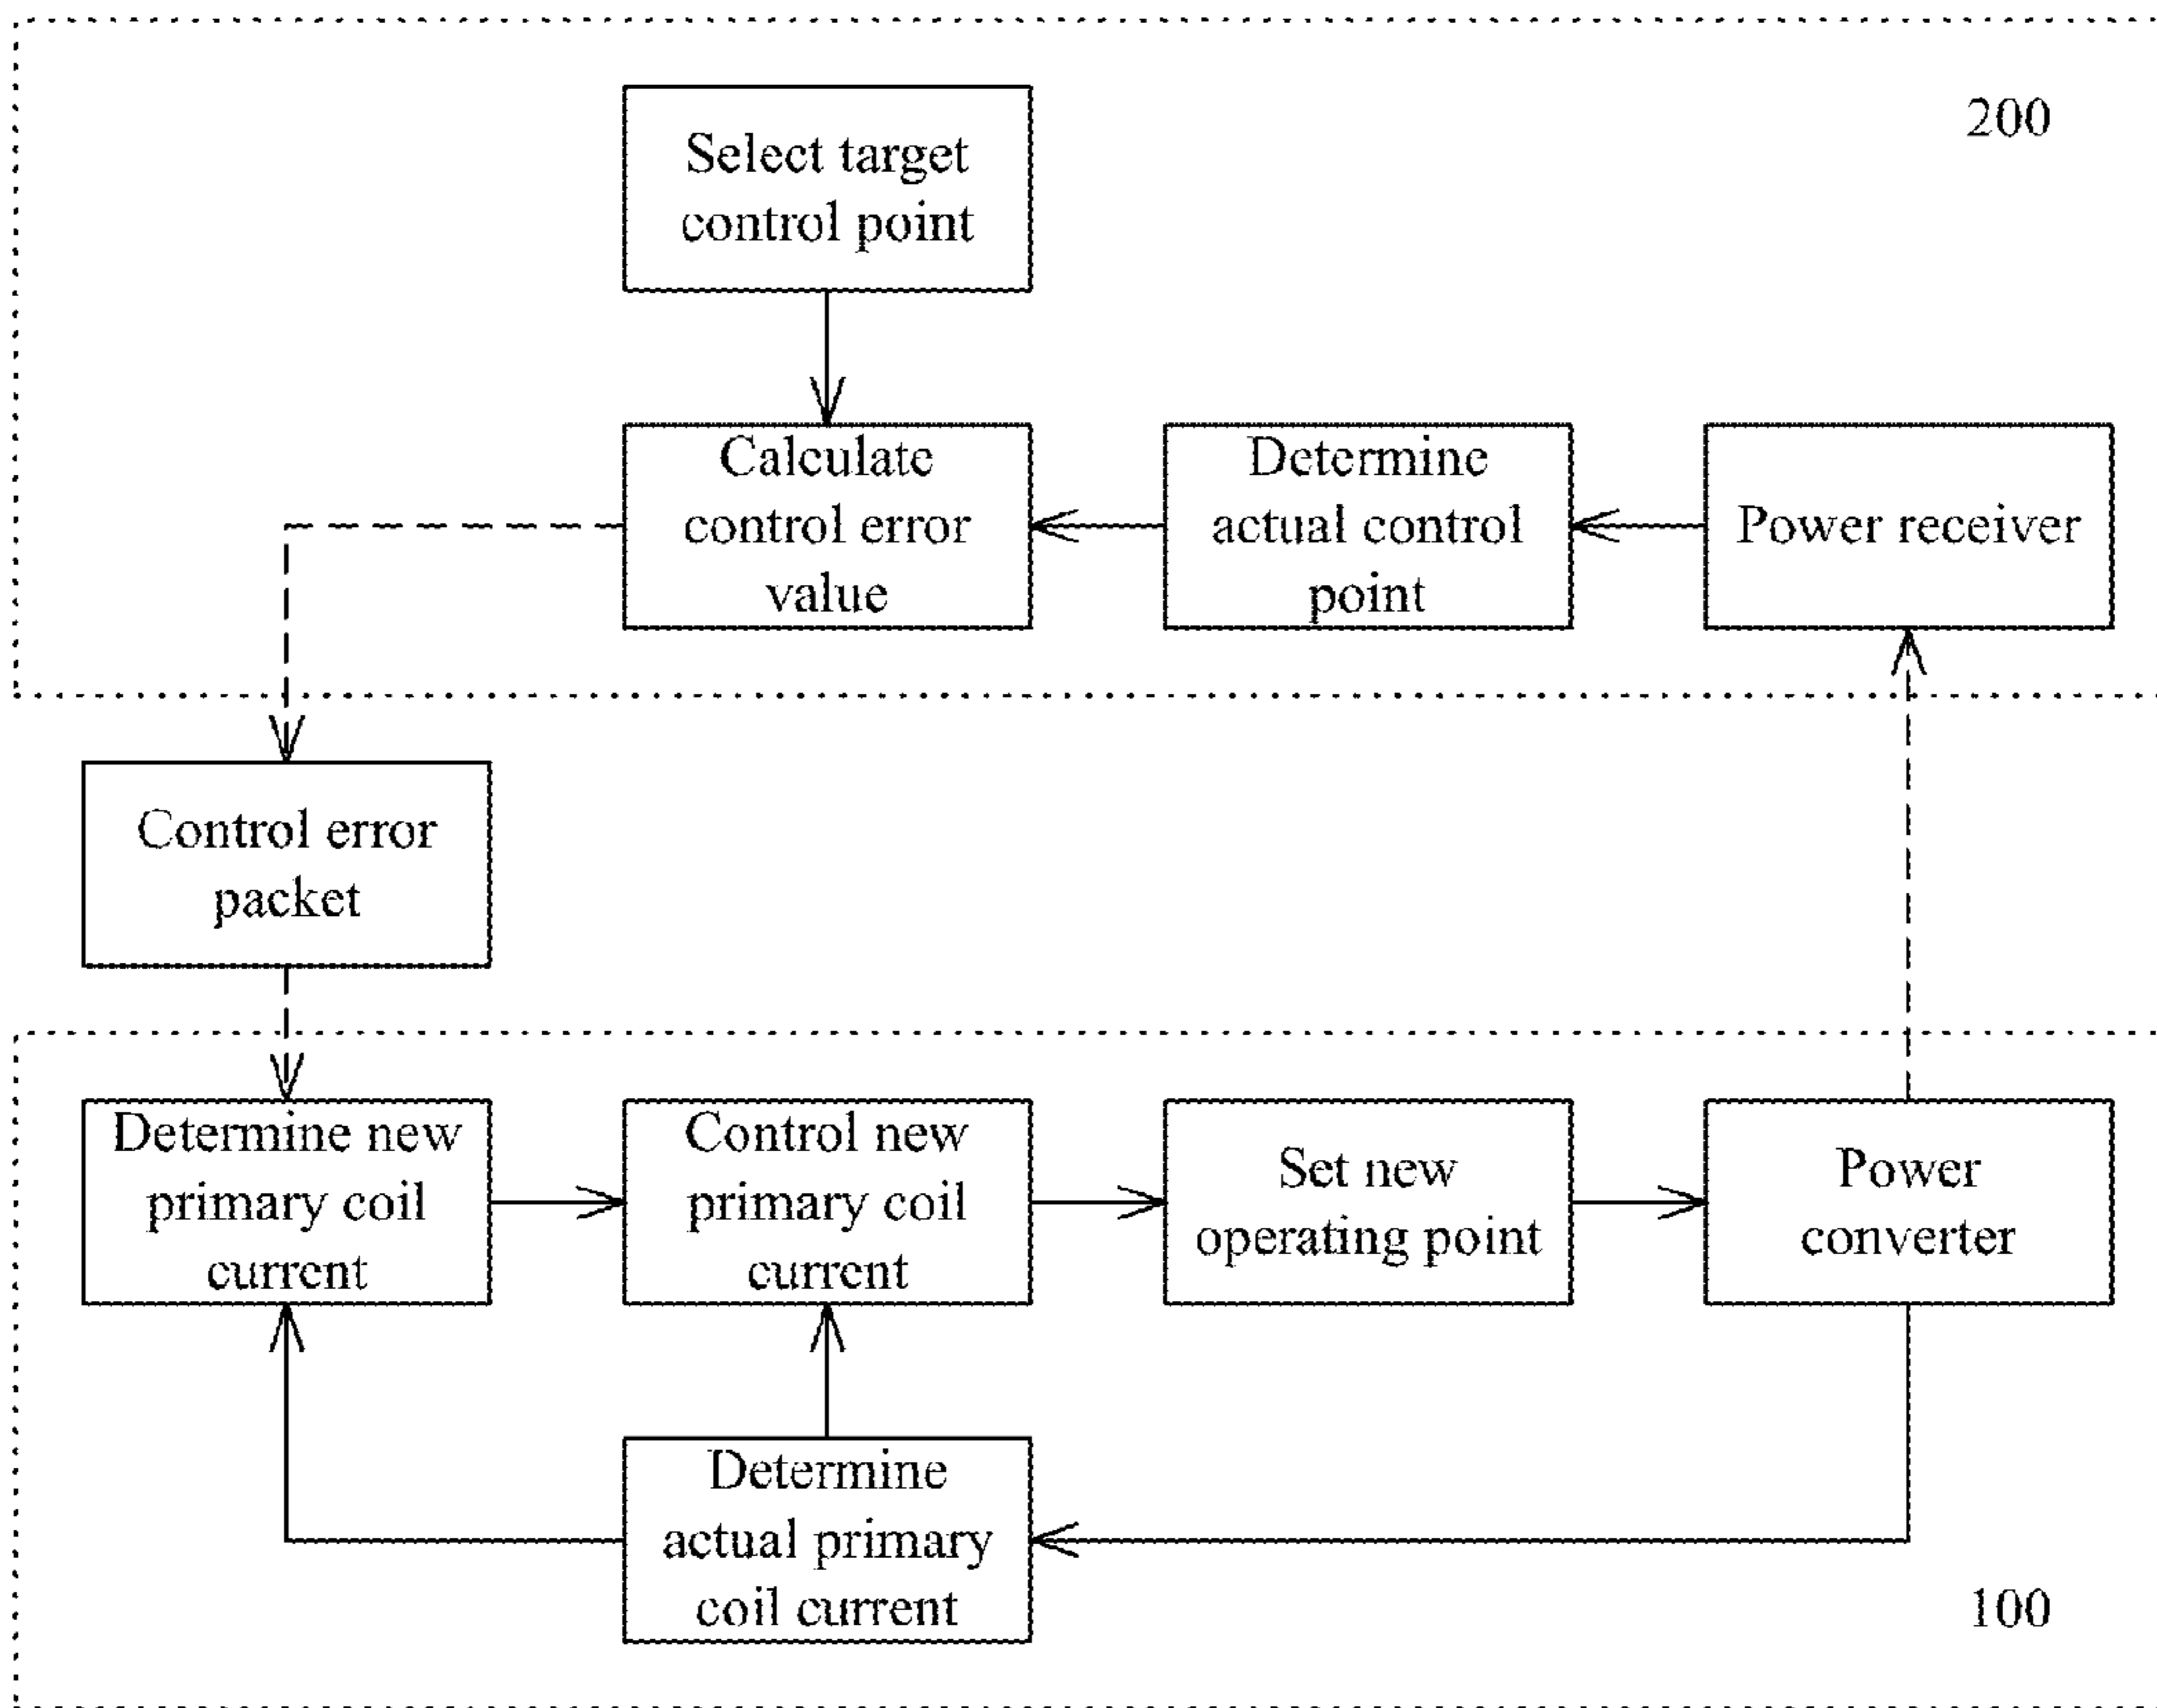 200
Select target
control point
Calculate
control error
value
Determine
actual control
point
Power receiver
Control error
packet
Determine new
primary coil
current
Control new
primary coil
current
Set new
operating point
Power
converter
Determine
actual primary
coil current
100